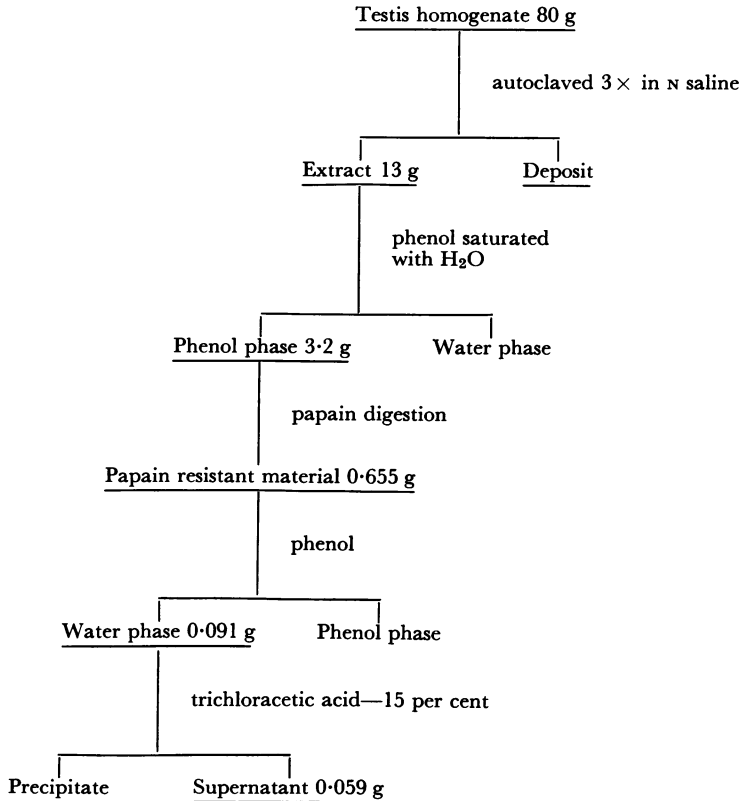 Testis homogenate 80 g
autoclaved 3× in N saline
Extract 13 g
Deposit
phenol saturated
with H₂O
Phenol phase 3·2 g
Water phase
papain digestion
Papain resistant material 0·655 g
phenol
Water phase 0·091 g
Phenol phase
trichloracetic acid—15 per cent
Precipitate
Supernatant 0·059 g